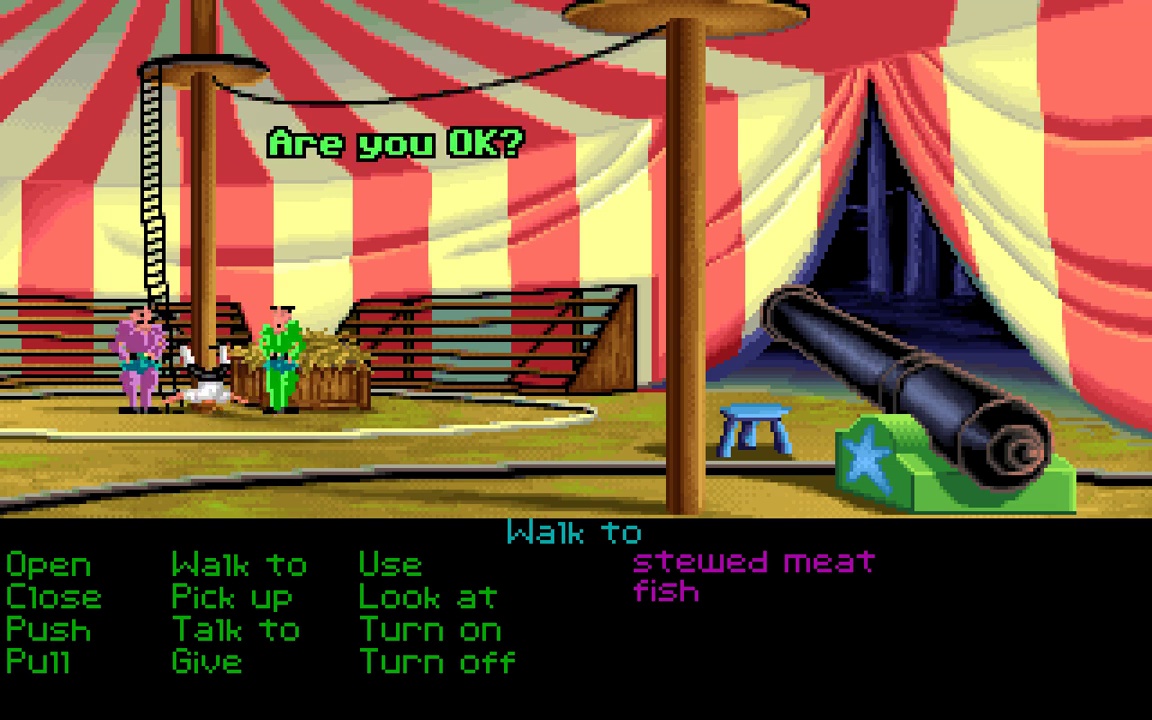 Are you OK?
Walk to
Open Walk to Use stewed meat
Close Pick up Look at fish
Push Talk to Turn on
Pull Give Turn off